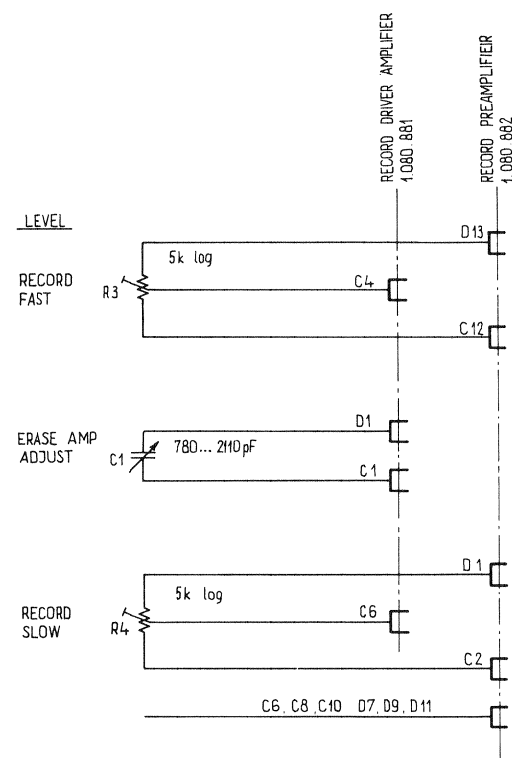 RECORD DRIVER AMPLIFIER
1.080.881
RECORD PREAMPLIFIEIR
1.080.882
LEVEL
D13
5k log
RECORD
FAST
R3
C4
C12
D1
ERASE AMP
ADJUST
C1
780... 2110pF
C1
D1
5k log
RECORD
SLOW
R4
C6
C2
C6, C8, C10 D7, D9, D11